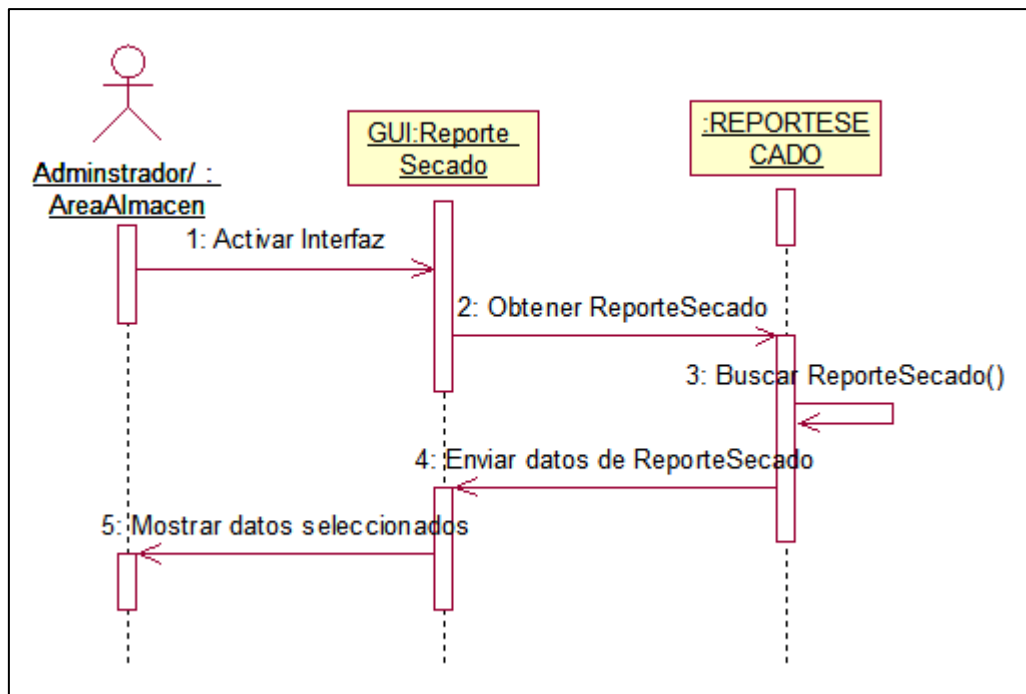 Adminstrador/ :
AreaAlmacen
GUI:Reporte
Secado
:REPORTESE
CADO
1: Activar Interfaz
2: Obtener ReporteSecado
3: Buscar ReporteSecado()
4: Enviar datos de ReporteSecado
5: Mostrar datos seleccionados